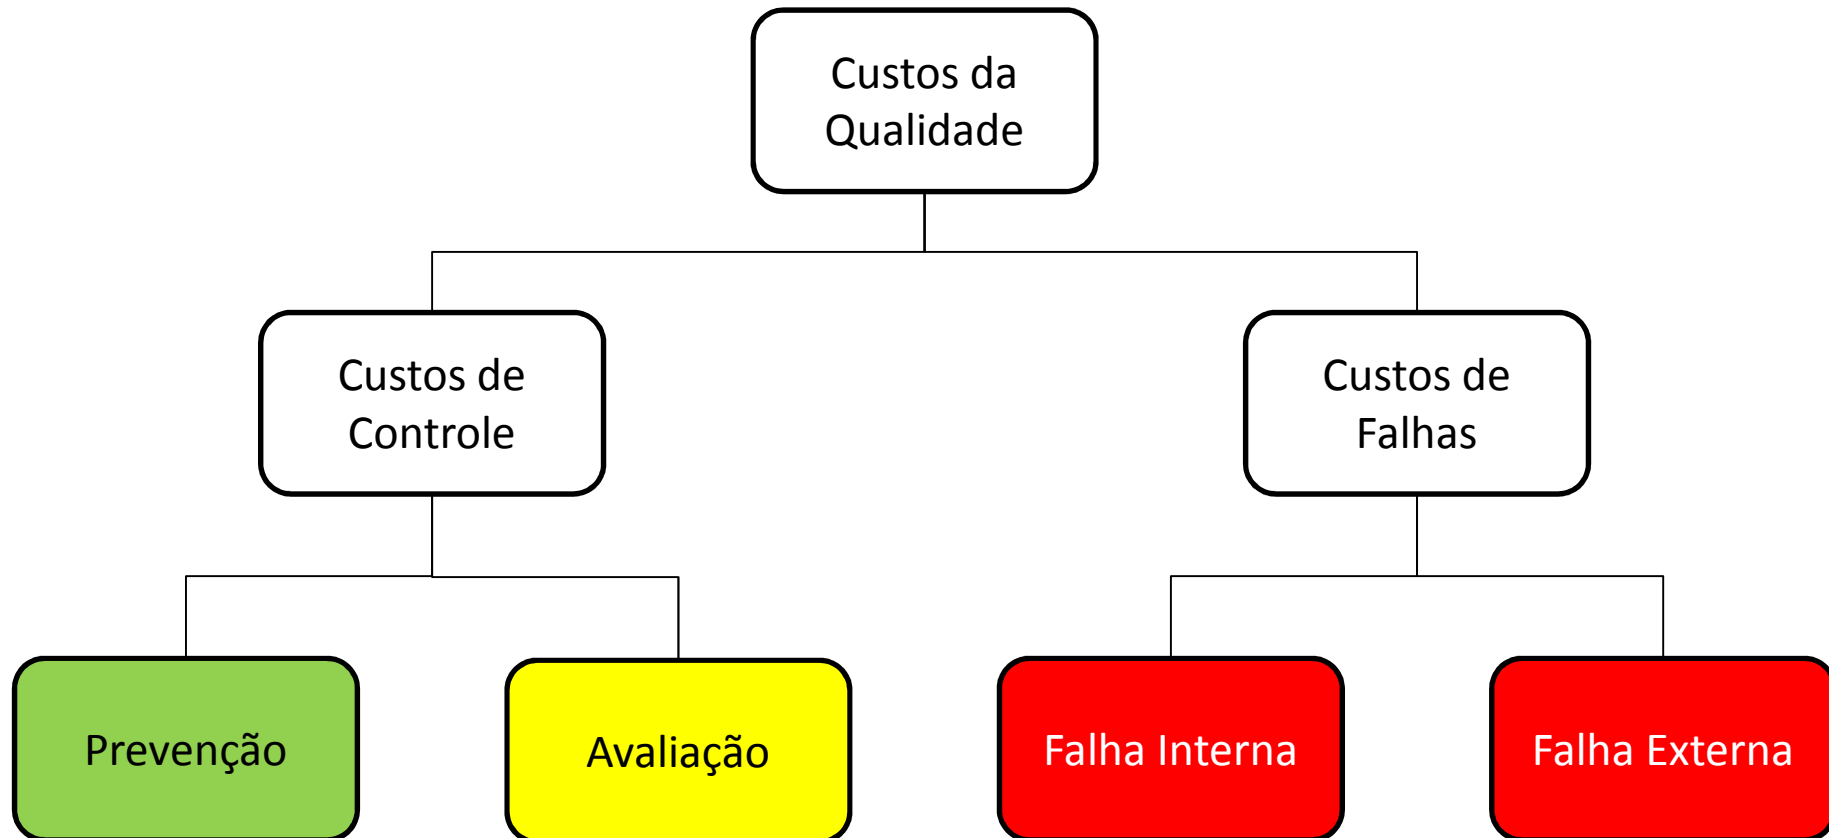 Custos da
Qualidade
Custos de
Controle
Custos de
Falhas
Prevenção
Avaliação
Falha Interna
Falha Externa